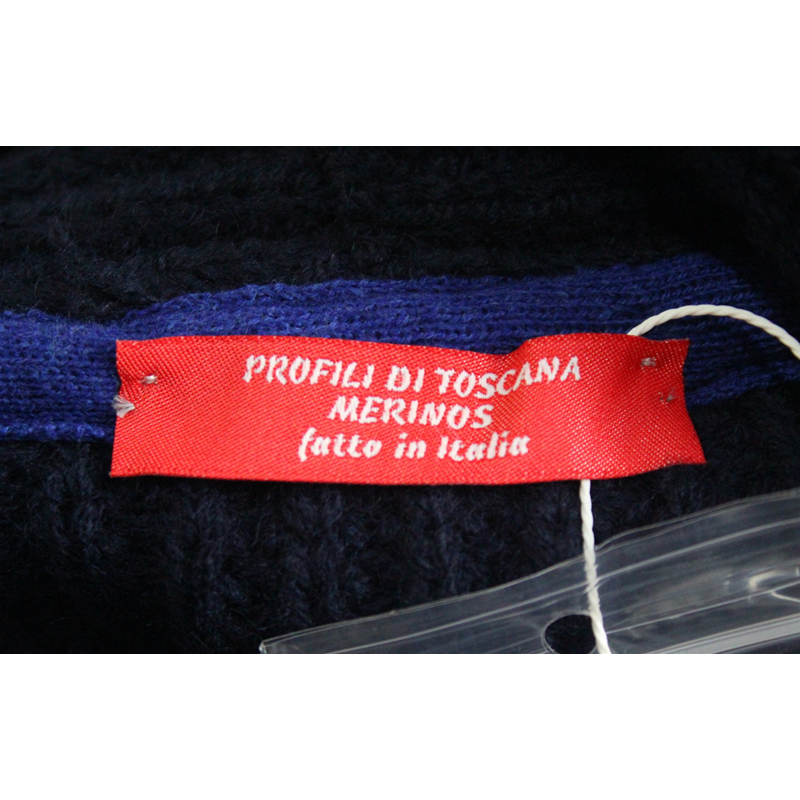 PROFILI DI TOSCANA
MERINOS
fatto in Italia